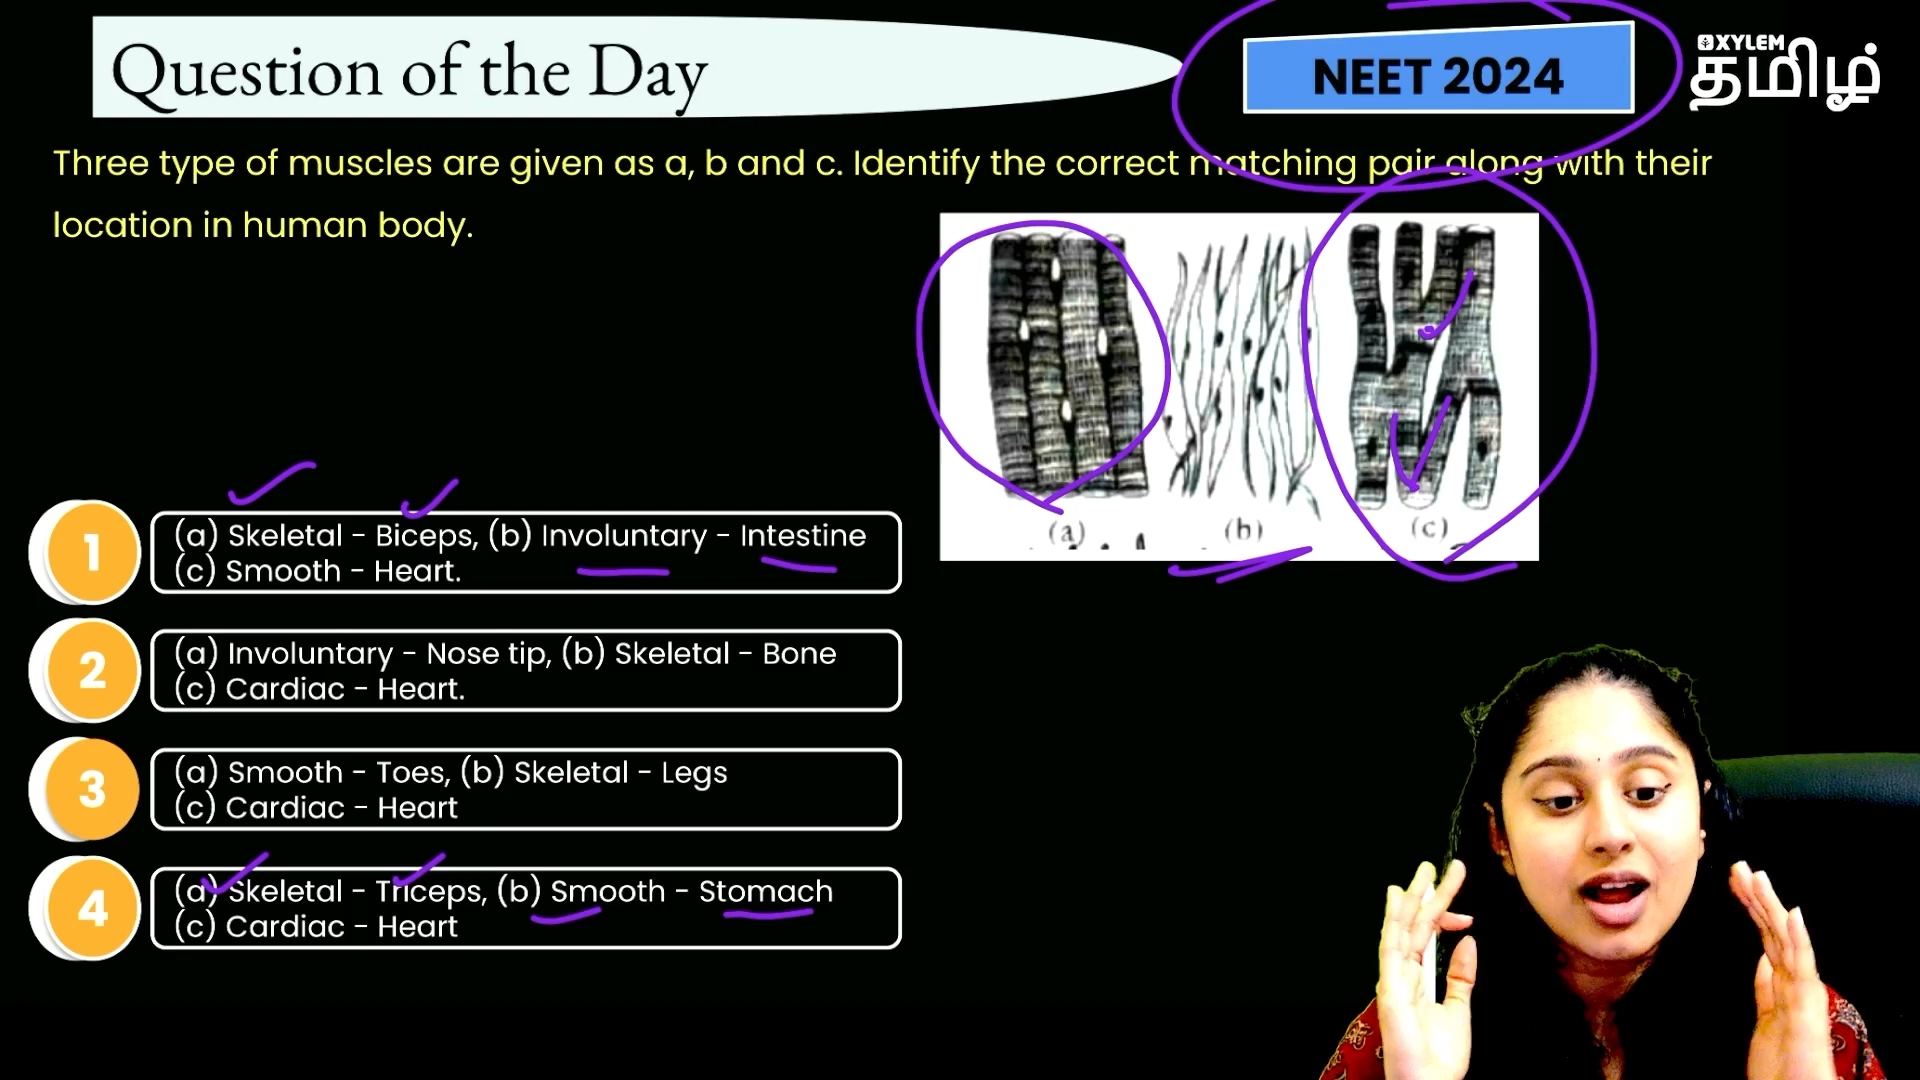 Question of the Day
NEET 2024
XYLEM
தமிழ்
Three type of muscles are given as a, b and c. Identify the correct matching pair along with their
location in human body.
(a) (b) (c)
1
(a) Skeletal - Biceps, (b) Involuntary - Intestine
(c) Smooth - Heart.
2
(a) Involuntary - Nose tip, (b) Skeletal - Bone
(c) Cardiac - Heart.
3
(a) Smooth - Toes, (b) Skeletal - Legs
(c) Cardiac - Heart
4
(a) Skeletal - Triceps, (b) Smooth - Stomach
(c) Cardiac - Heart